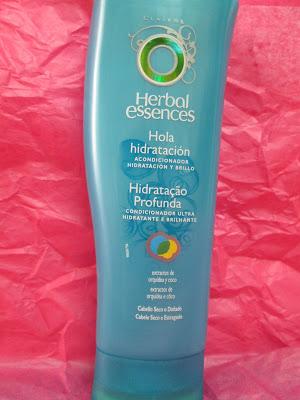 CLAIROL
Herbal
essences
Hola
hidratación
ACONDICIONADOR
HIDRATACIÓN Y BRILLO
Hidratação
Profunda
CONDICIONADOR ULTRA
HIDRATANTE E BRILHANTE
extractos de
orquídea y coco
extractos de
orquídea e côco
Cabello Seco o Dañado
Cabelo Seco e Estragado